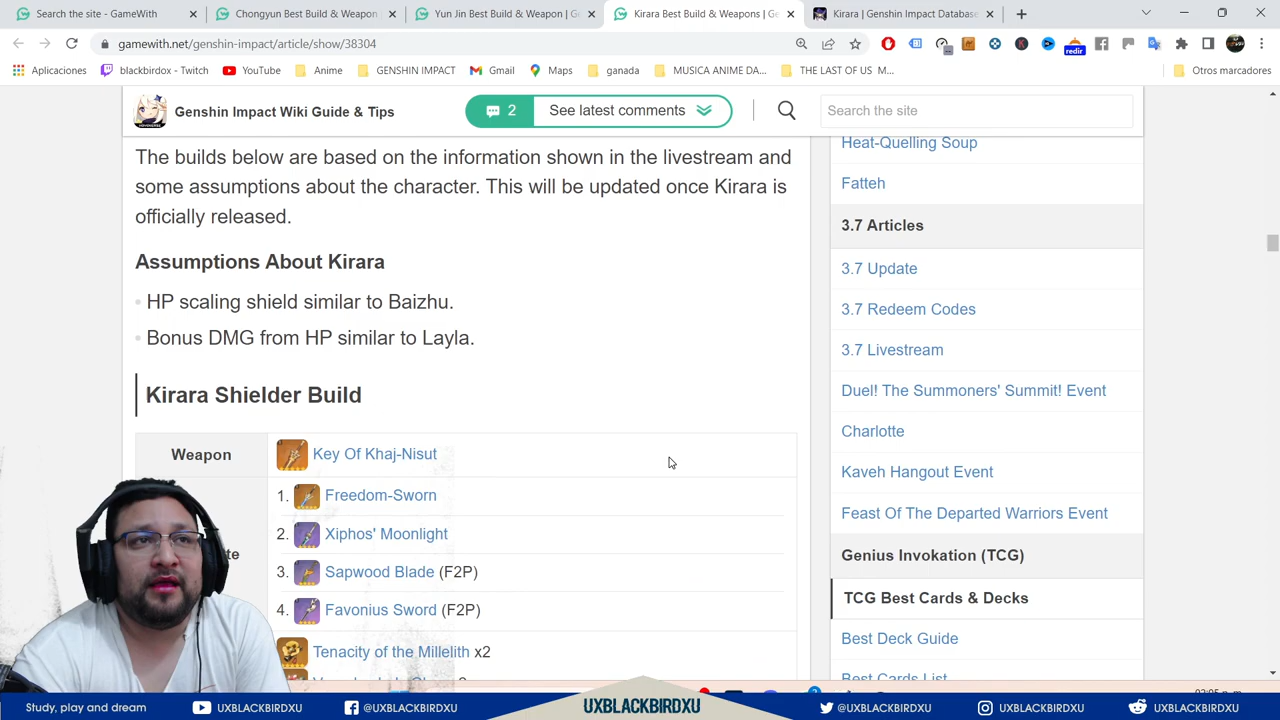 Search the site - GameWith
Chongyun Best Build & Weapon
Yun Jin Best Build & Weapon | G
Kirara Best Build & Weapons | Ge
Kirara | Genshin Impact Database
gamewith.net/genshin-impact/article/show/38304
Aplicaciones
blackbirdox - Twitch
YouTube
Anime
GENSHIN IMPACT
Gmail
Maps
ganada
MUSICA ANIME DA...
THE LAST OF US M...
Otros marcadores
redir
Genshin Impact Wiki Guide & Tips
2
See latest comments
Search the site
The builds below are based on the information shown in the livestream and
some assumptions about the character. This will be updated once Kirara is
officially released.
Assumptions About Kirara
• HP scaling shield similar to Baizhu.
• Bonus DMG from HP similar to Layla.
Kirara Shielder Build
Weapon
Key Of Khaj-Nisut
1. Freedom-Sworn
2. Xiphos' Moonlight
3. Sapwood Blade (F2P)
4. Favonius Sword (F2P)
Tenacity of the Millelith x2
Heat-Quelling Soup
Fatteh
3.7 Articles
3.7 Update
3.7 Redeem Codes
3.7 Livestream
Duel! The Summoners' Summit! Event
Charlotte
Kaveh Hangout Event
Feast Of The Departed Warriors Event
Genius Invokation (TCG)
TCG Best Cards & Decks
Best Deck Guide
Best Cards List
Study, play and dream
UXBLACKBIRDXU
@UXBLACKBIRDXU
UXBLACKBIRDXU
@UXBLACKBIRDXU
UXBLACKBIRDXU
UXBLACKBIRDXU